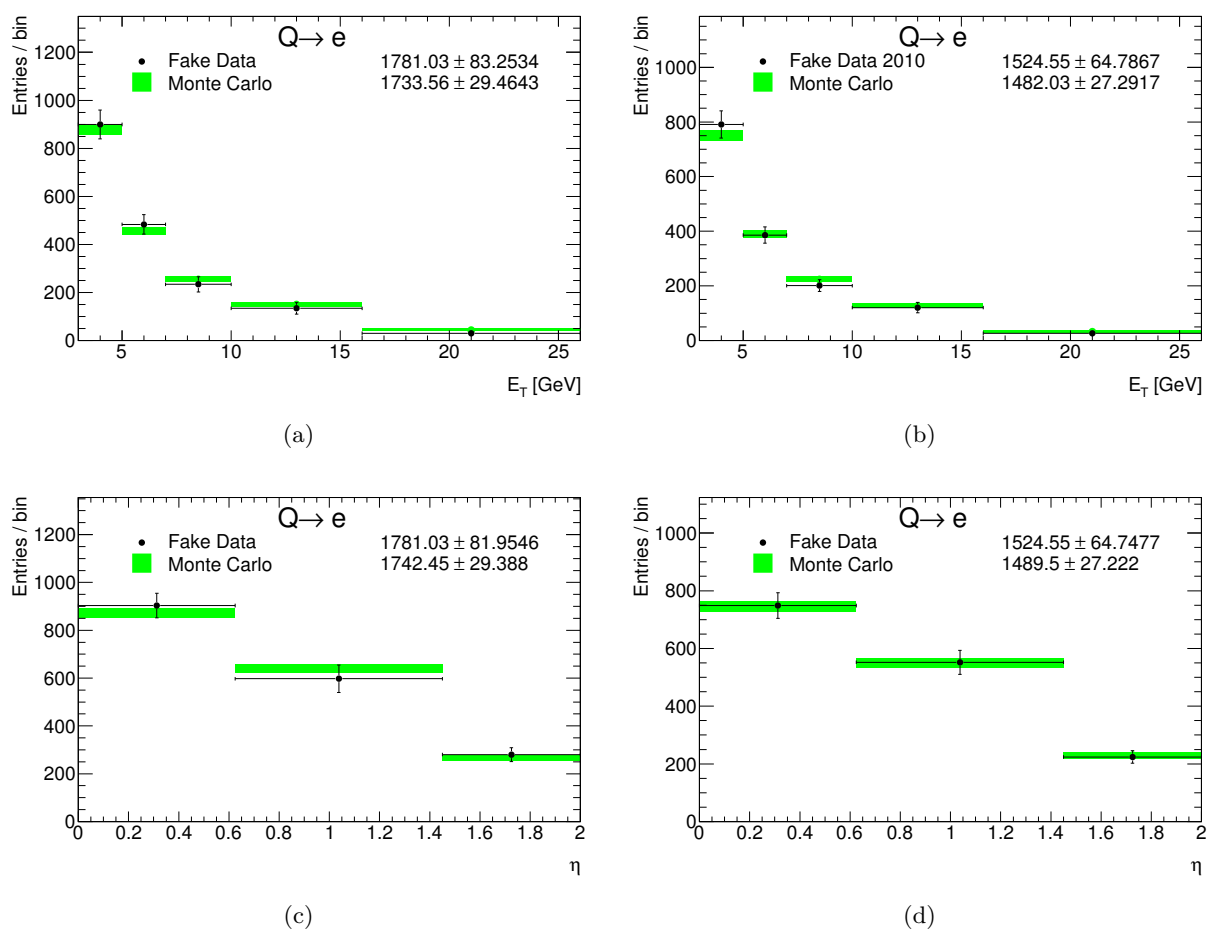 Q→ e
Entries / bin
Fake Data 1781.03 ± 83.2534
Monte Carlo 1733.56 ± 29.4643
1200
1000
800
600
400
200
0
5 10 15 20 25
E_T [GeV]
(a)
Q→ e
Entries / bin
Fake Data 2010 1524.55 ± 64.7867
Monte Carlo 1482.03 ± 27.2917
1000
800
600
400
200
0
5 10 15 20 25
E_T [GeV]
(b)
Q→ e
Entries / bin
Fake Data 1781.03 ± 81.9546
Monte Carlo 1742.45 ± 29.388
1200
1000
800
600
400
200
0
0 0.2 0.4 0.6 0.8 1 1.2 1.4 1.6 1.8 2
η
(c)
Q→ e
Entries / bin
Fake Data 1524.55 ± 64.7477
Monte Carlo 1489.5 ± 27.222
1000
800
600
400
200
0
0 0.2 0.4 0.6 0.8 1 1.2 1.4 1.6 1.8 2
η
(d)